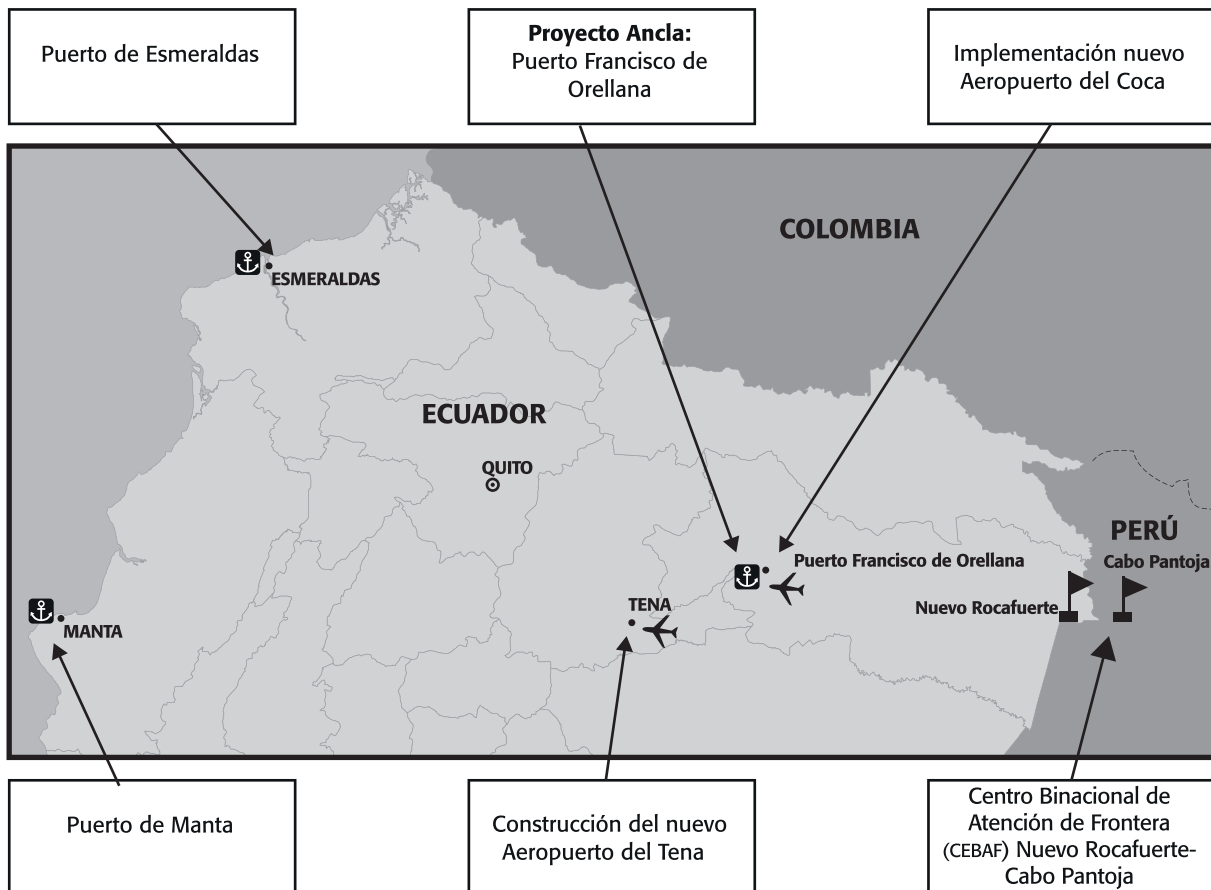 Puerto de Esmeraldas
Proyecto Ancla:
Puerto Francisco de
Orellana
Implementación nuevo
Aeropuerto del Coca
COLOMBIA
ESMERALDAS
ECUADOR
QUITO
PERÚ
Cabo Pantoja
Puerto Francisco de Orellana
Nuevo Rocafuerte
TENA
MANTA
Puerto de Manta
Construcción del nuevo
Aeropuerto del Tena
Centro Binacional de
Atención de Frontera
(CEBAF) Nuevo Rocafuerte-
Cabo Pantoja